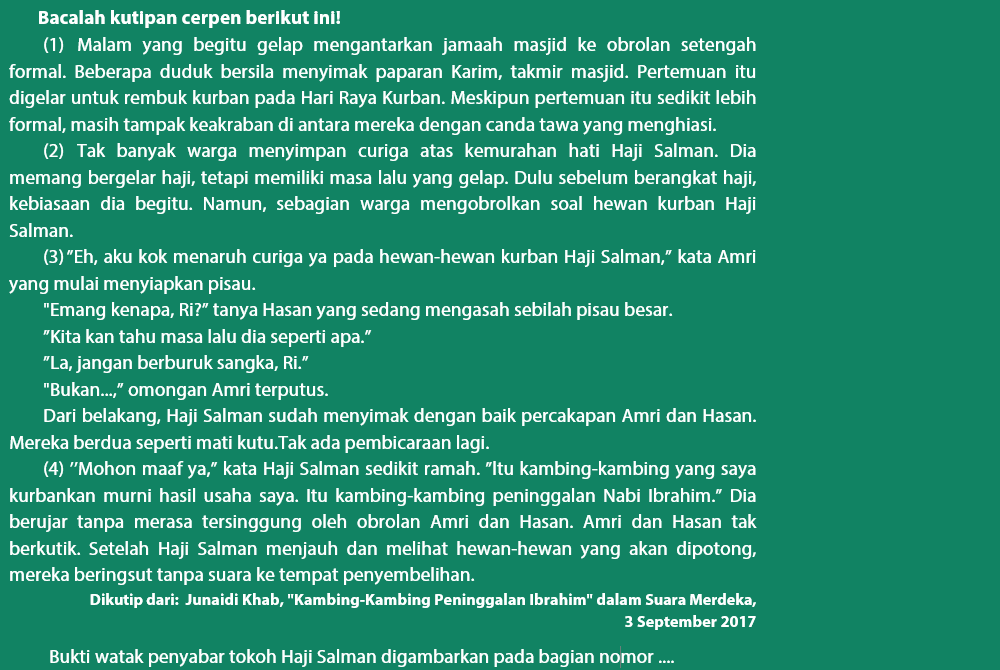 Bacalah kutipan cerpen berikut ini!
(1) Malam yang begitu gelap mengantarkan jamaah masjid ke obrolan setengah
formal. Beberapa duduk bersila menyimak paparan Karim, takmir masjid. Pertemuan itu
digelar untuk rembuk kurban pada Hari Raya Kurban. Meskipun pertemuan itu sedikit lebih
formal, masih tampak keakraban di antara mereka dengan canda tawa yang menghiasi.
(2) Tak banyak warga menyimpan curiga atas kemurahan hati Haji Salman. Dia
memang bergelar haji, tetapi memiliki masa lalu yang gelap. Dulu sebelum berangkat haji,
kebiasaan dia begitu. Namun, sebagian warga mengobrolkan soal hewan kurban Haji
Salman.
(3) ”Eh, aku kok menaruh curiga ya pada hewan-hewan kurban Haji Salman,” kata Amri
yang mulai menyiapkan pisau.
"Emang kenapa, Ri?” tanya Hasan yang sedang mengasah sebilah pisau besar.
”Kita kan tahu masa lalu dia seperti apa.”
”La, jangan berburuk sangka, Ri.”
"Bukan...,” omongan Amri terputus.
Dari belakang, Haji Salman sudah menyimak dengan baik percakapan Amri dan Hasan.
Mereka berdua seperti mati kutu.Tak ada pembicaraan lagi.
(4) ’’Mohon maaf ya,” kata Haji Salman sedikit ramah. ”Itu kambing-kambing yang saya
kurbankan murni hasil usaha saya. Itu kambing-kambing peninggalan Nabi Ibrahim.” Dia
berujar tanpa merasa tersinggung oleh obrolan Amri dan Hasan. Amri dan Hasan tak
berkutik. Setelah Haji Salman menjauh dan melihat hewan-hewan yang akan dipotong,
mereka beringsut tanpa suara ke tempat penyembelihan.
Dikutip dari: Junaidi Khab, "Kambing-Kambing Peninggalan Ibrahim" dalam Suara Merdeka,
3 September 2017
Bukti watak penyabar tokoh Haji Salman digambarkan pada bagian nomor ....